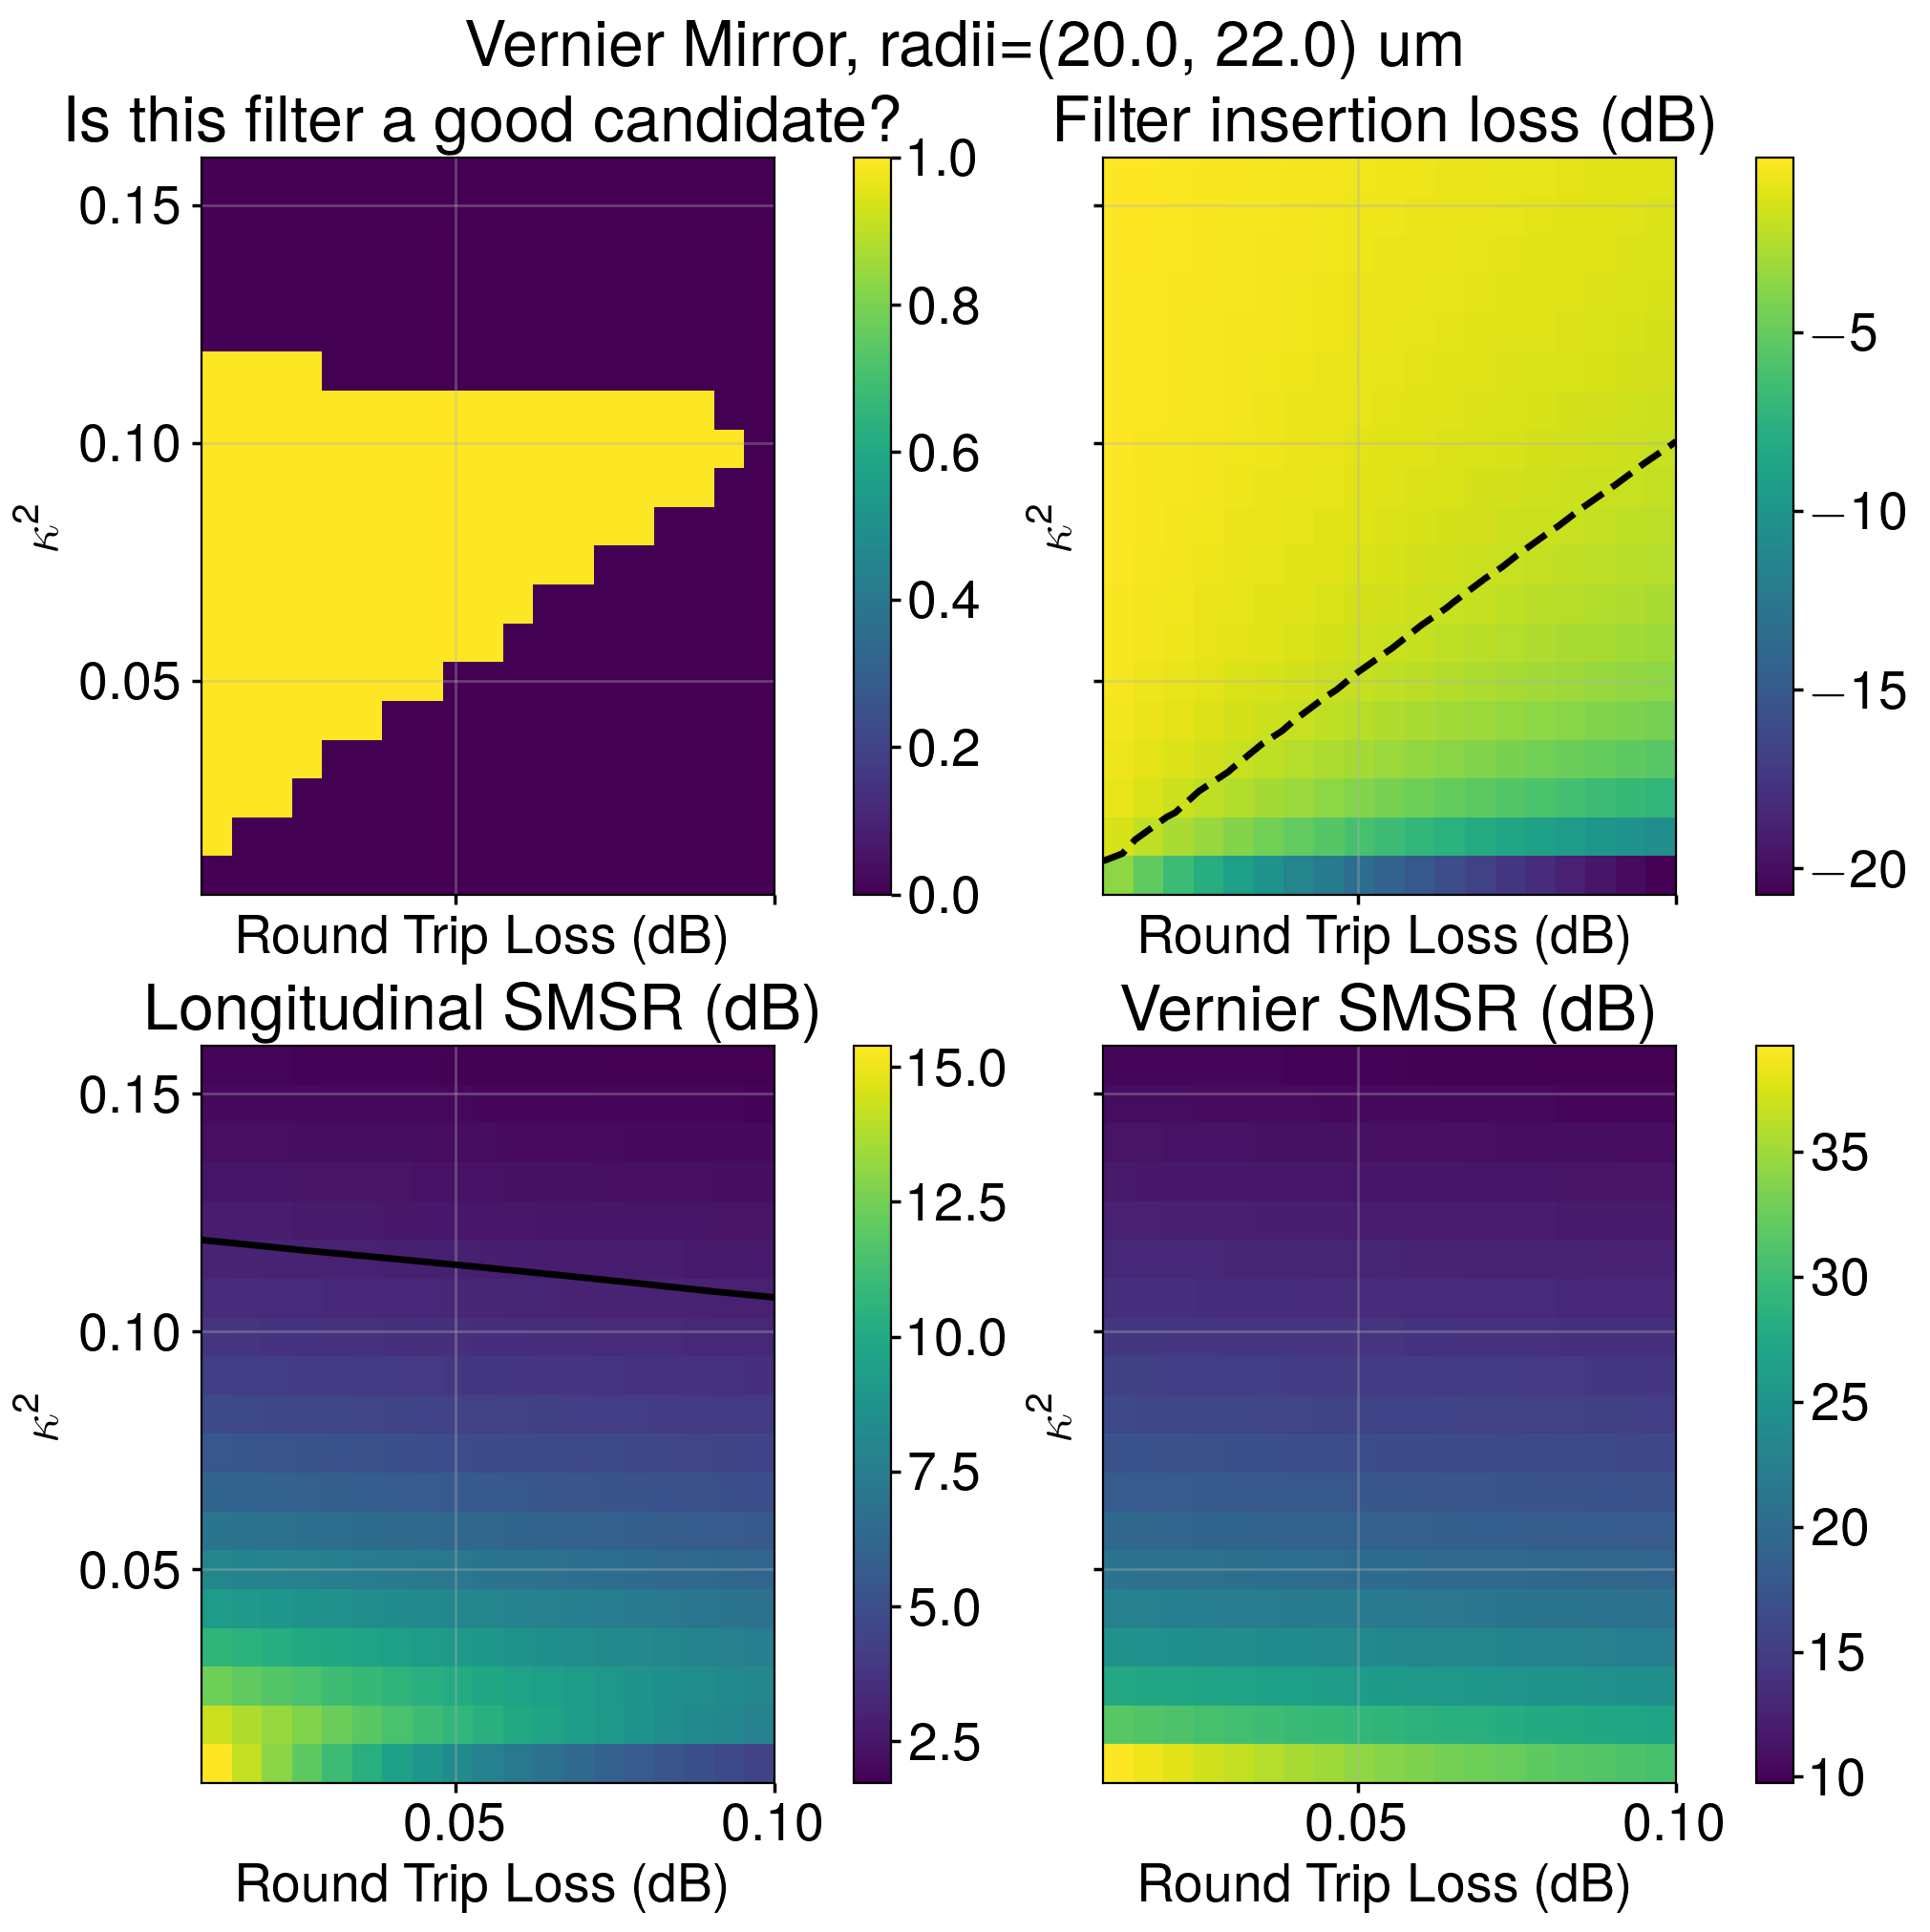 Vernier Mirror, radii=(20.0, 22.0) um
Is this filter a good candidate?
0.15
0.10
0.05
κ²
Round Trip Loss (dB)
1.0
0.8
0.6
0.4
0.2
0.0
Filter insertion loss (dB)
κ²
Round Trip Loss (dB)
−5
−10
−15
−20
Longitudinal SMSR (dB)
0.15
0.10
0.05
κ²
0.05 0.10
Round Trip Loss (dB)
15.0
12.5
10.0
7.5
5.0
2.5
Vernier SMSR (dB)
κ²
0.05 0.10
Round Trip Loss (dB)
35
30
25
20
15
10